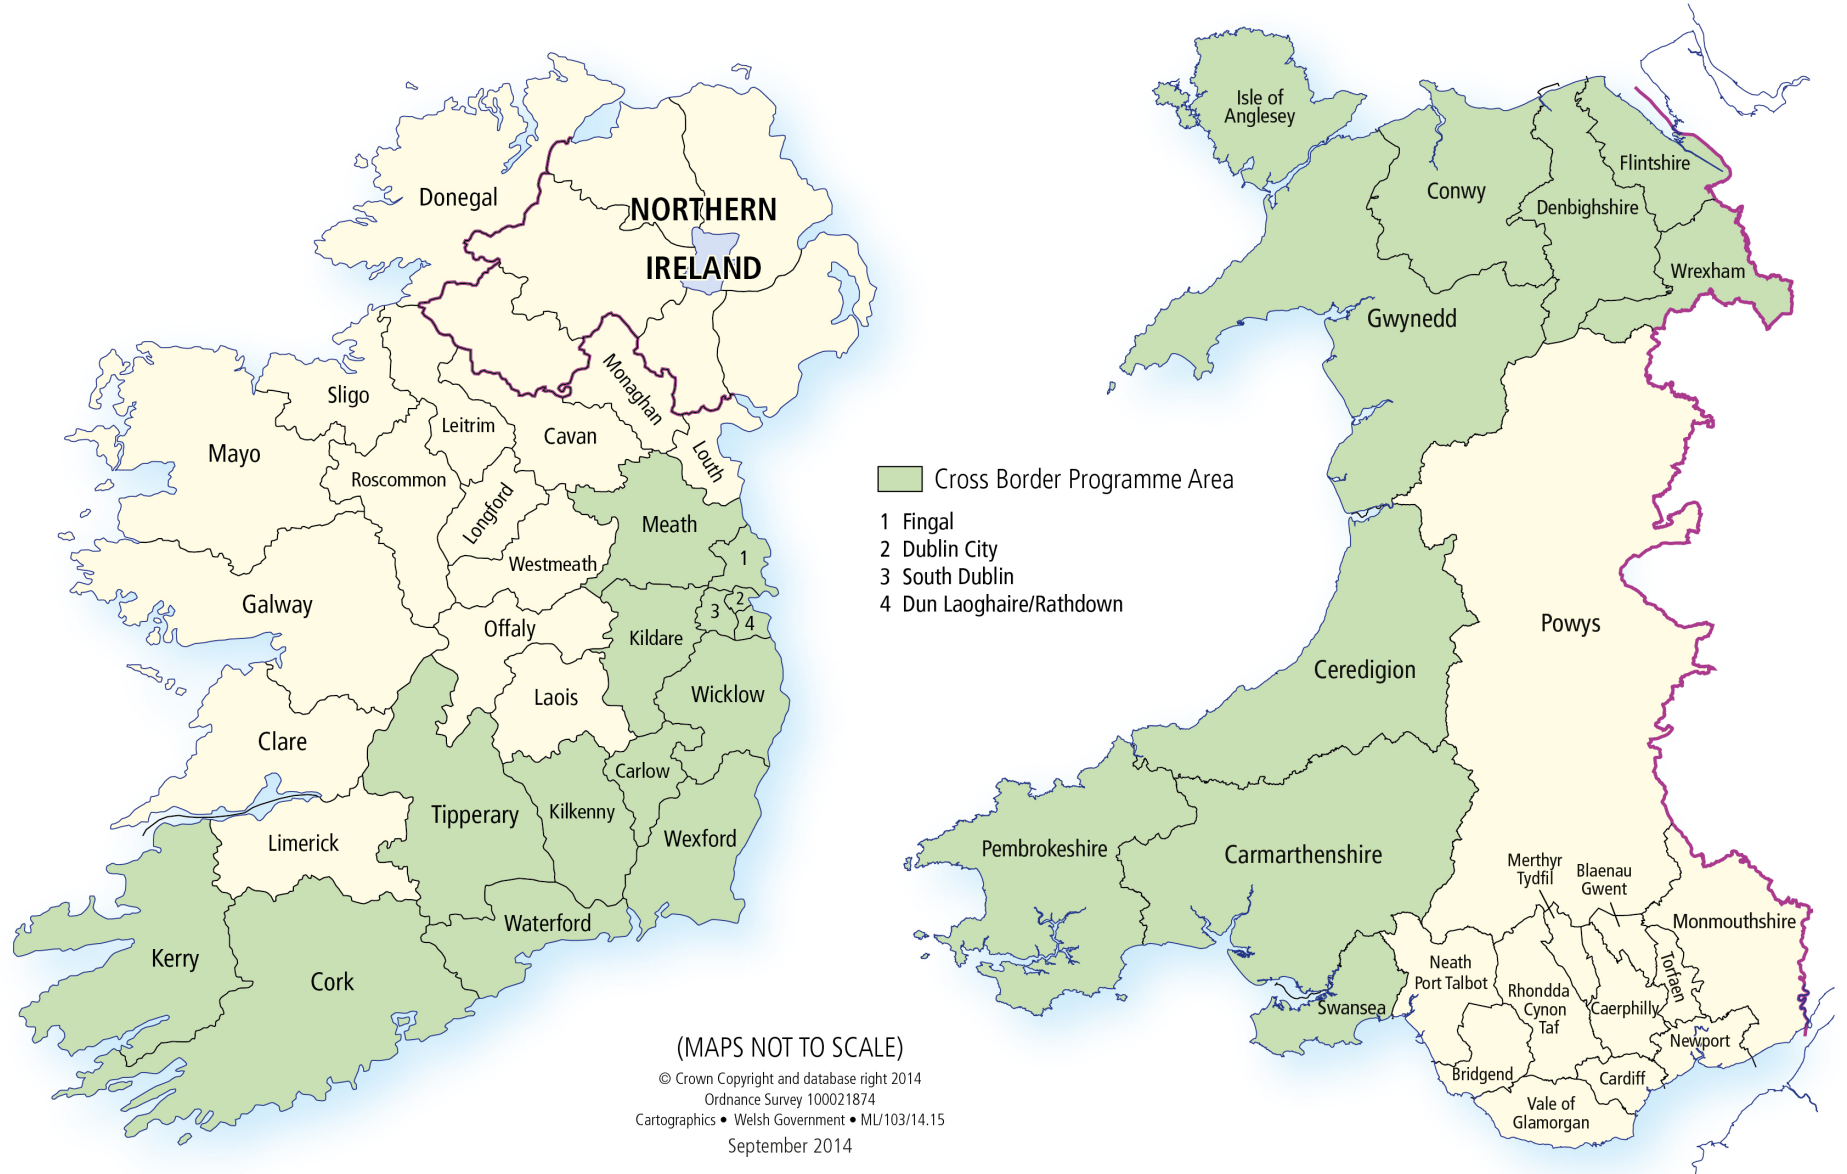 Donegal
NORTHERN
IRELAND
Monaghan
Sligo
Leitrim
Cavan
Mayo
Louth
Roscommon
Longford
Meath
Westmeath
1
Galway
2
3
Offaly
4
Kildare
Laois
Wicklow
Clare
Carlow
Tipperary
Kilkenny
Limerick
Wexford
Waterford
Kerry
Cork
Cross Border Programme Area
1 Fingal
2 Dublin City
3 South Dublin
4 Dun Laoghaire/Rathdown
(MAPS NOT TO SCALE)
© Crown Copyright and database right 2014
Ordnance Survey 100021874
Cartographics • Welsh Government • ML/103/14.15
September 2014
Isle of
Anglesey
Flintshire
Conwy
Denbighshire
Wrexham
Gwynedd
Powys
Ceredigion
Pembrokeshire
Carmarthenshire
Merthyr
Tydfil
Blaenau
Gwent
Monmouthshire
Neath
Port Talbot
Torfaen
Rhondda
Cynon
Taf
Caerphilly
Swansea
Newport
Bridgend
Cardiff
Vale of
Glamorgan